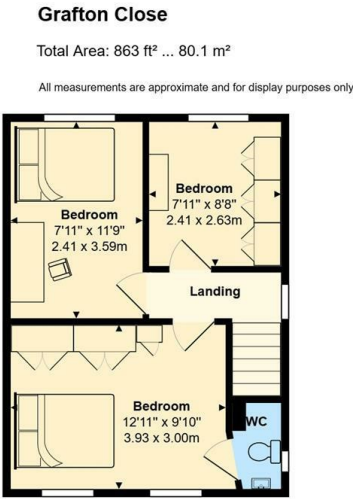 Grafton Close
Total Area: 863 ft² ... 80.1 m²
All measurements are approximate and for display purposes only
Bedroom
7'11" x 11'9"
2.41 x 3.59m
Bedroom
7'11" x 8'8"
2.41 x 2.63m
Landing
Bedroom
12'11" x 9'10"
3.93 x 3.00m
WC